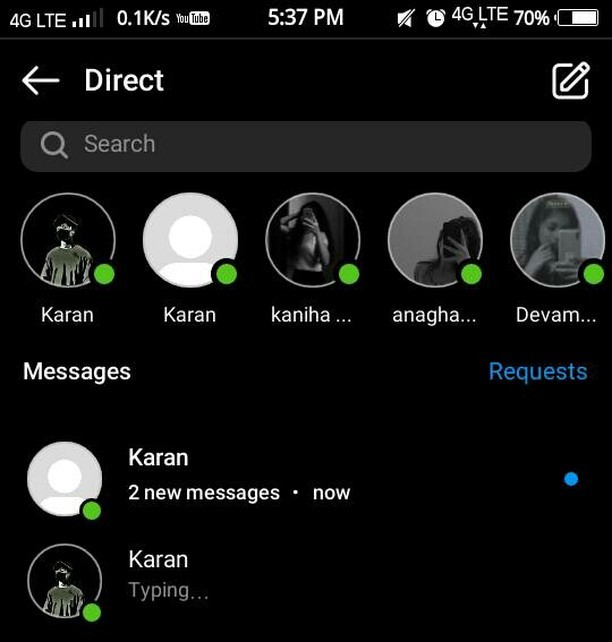 4G LTE 0.1K/s YouTube 5:37 PM 4G LTE 70%
Direct
Search
Karan Karan kaniha ... anagha... Devam...
Messages Requests
Karan
2 new messages · now
Karan
Typing...